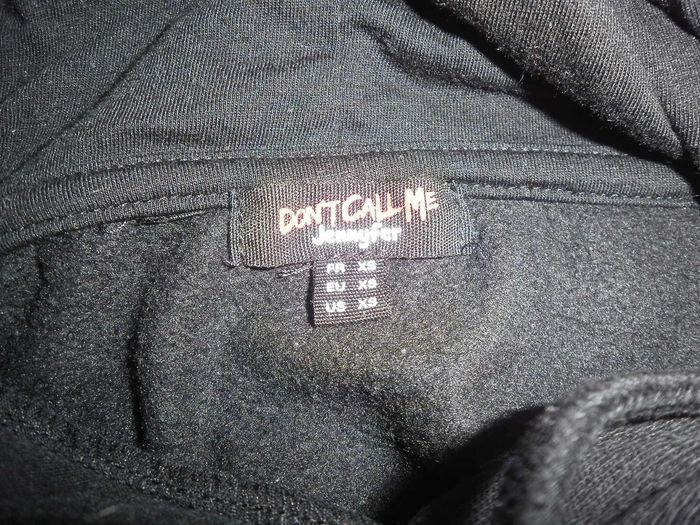 DON'T CALL ME
Jennyfer
FR XS
EU XS
US XS